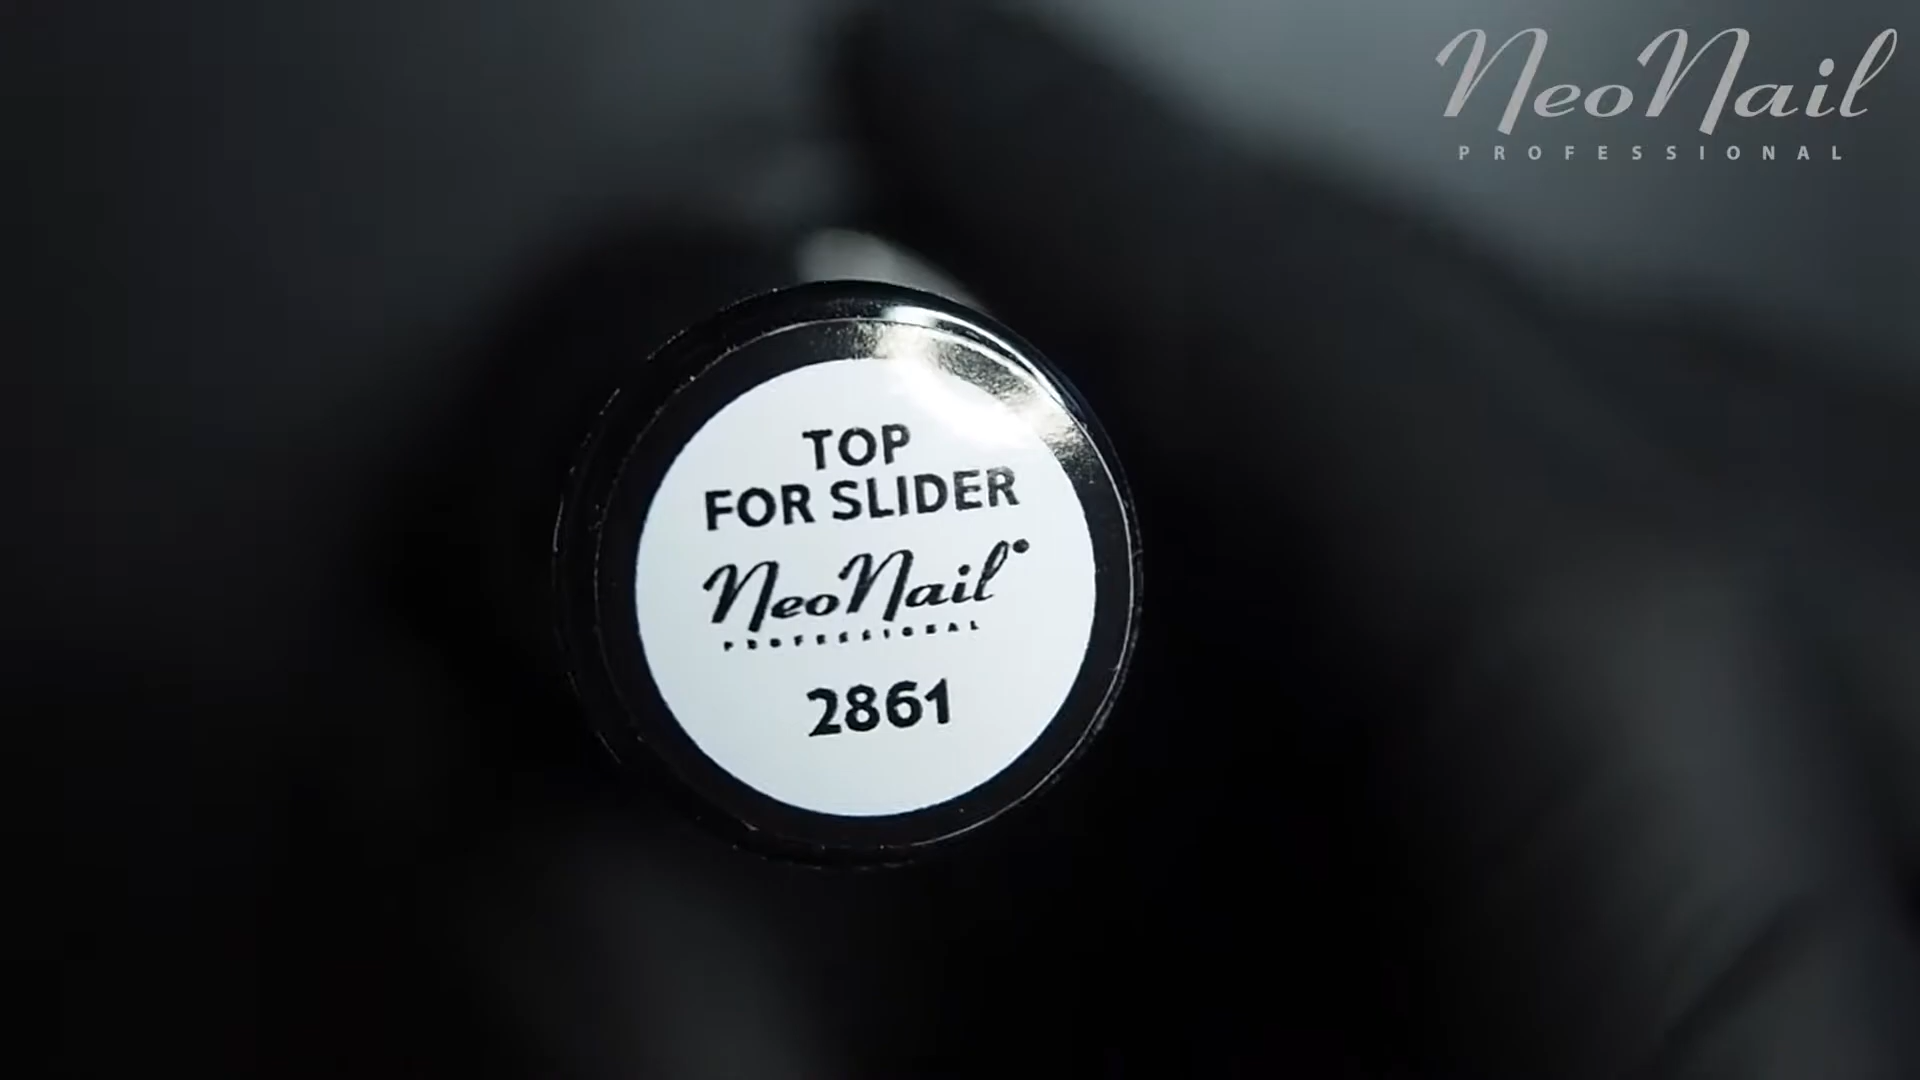 NeoNail
PROFESSIONAL
TOP
FOR SLIDER
NeoNail
PROFESSIONAL
2861